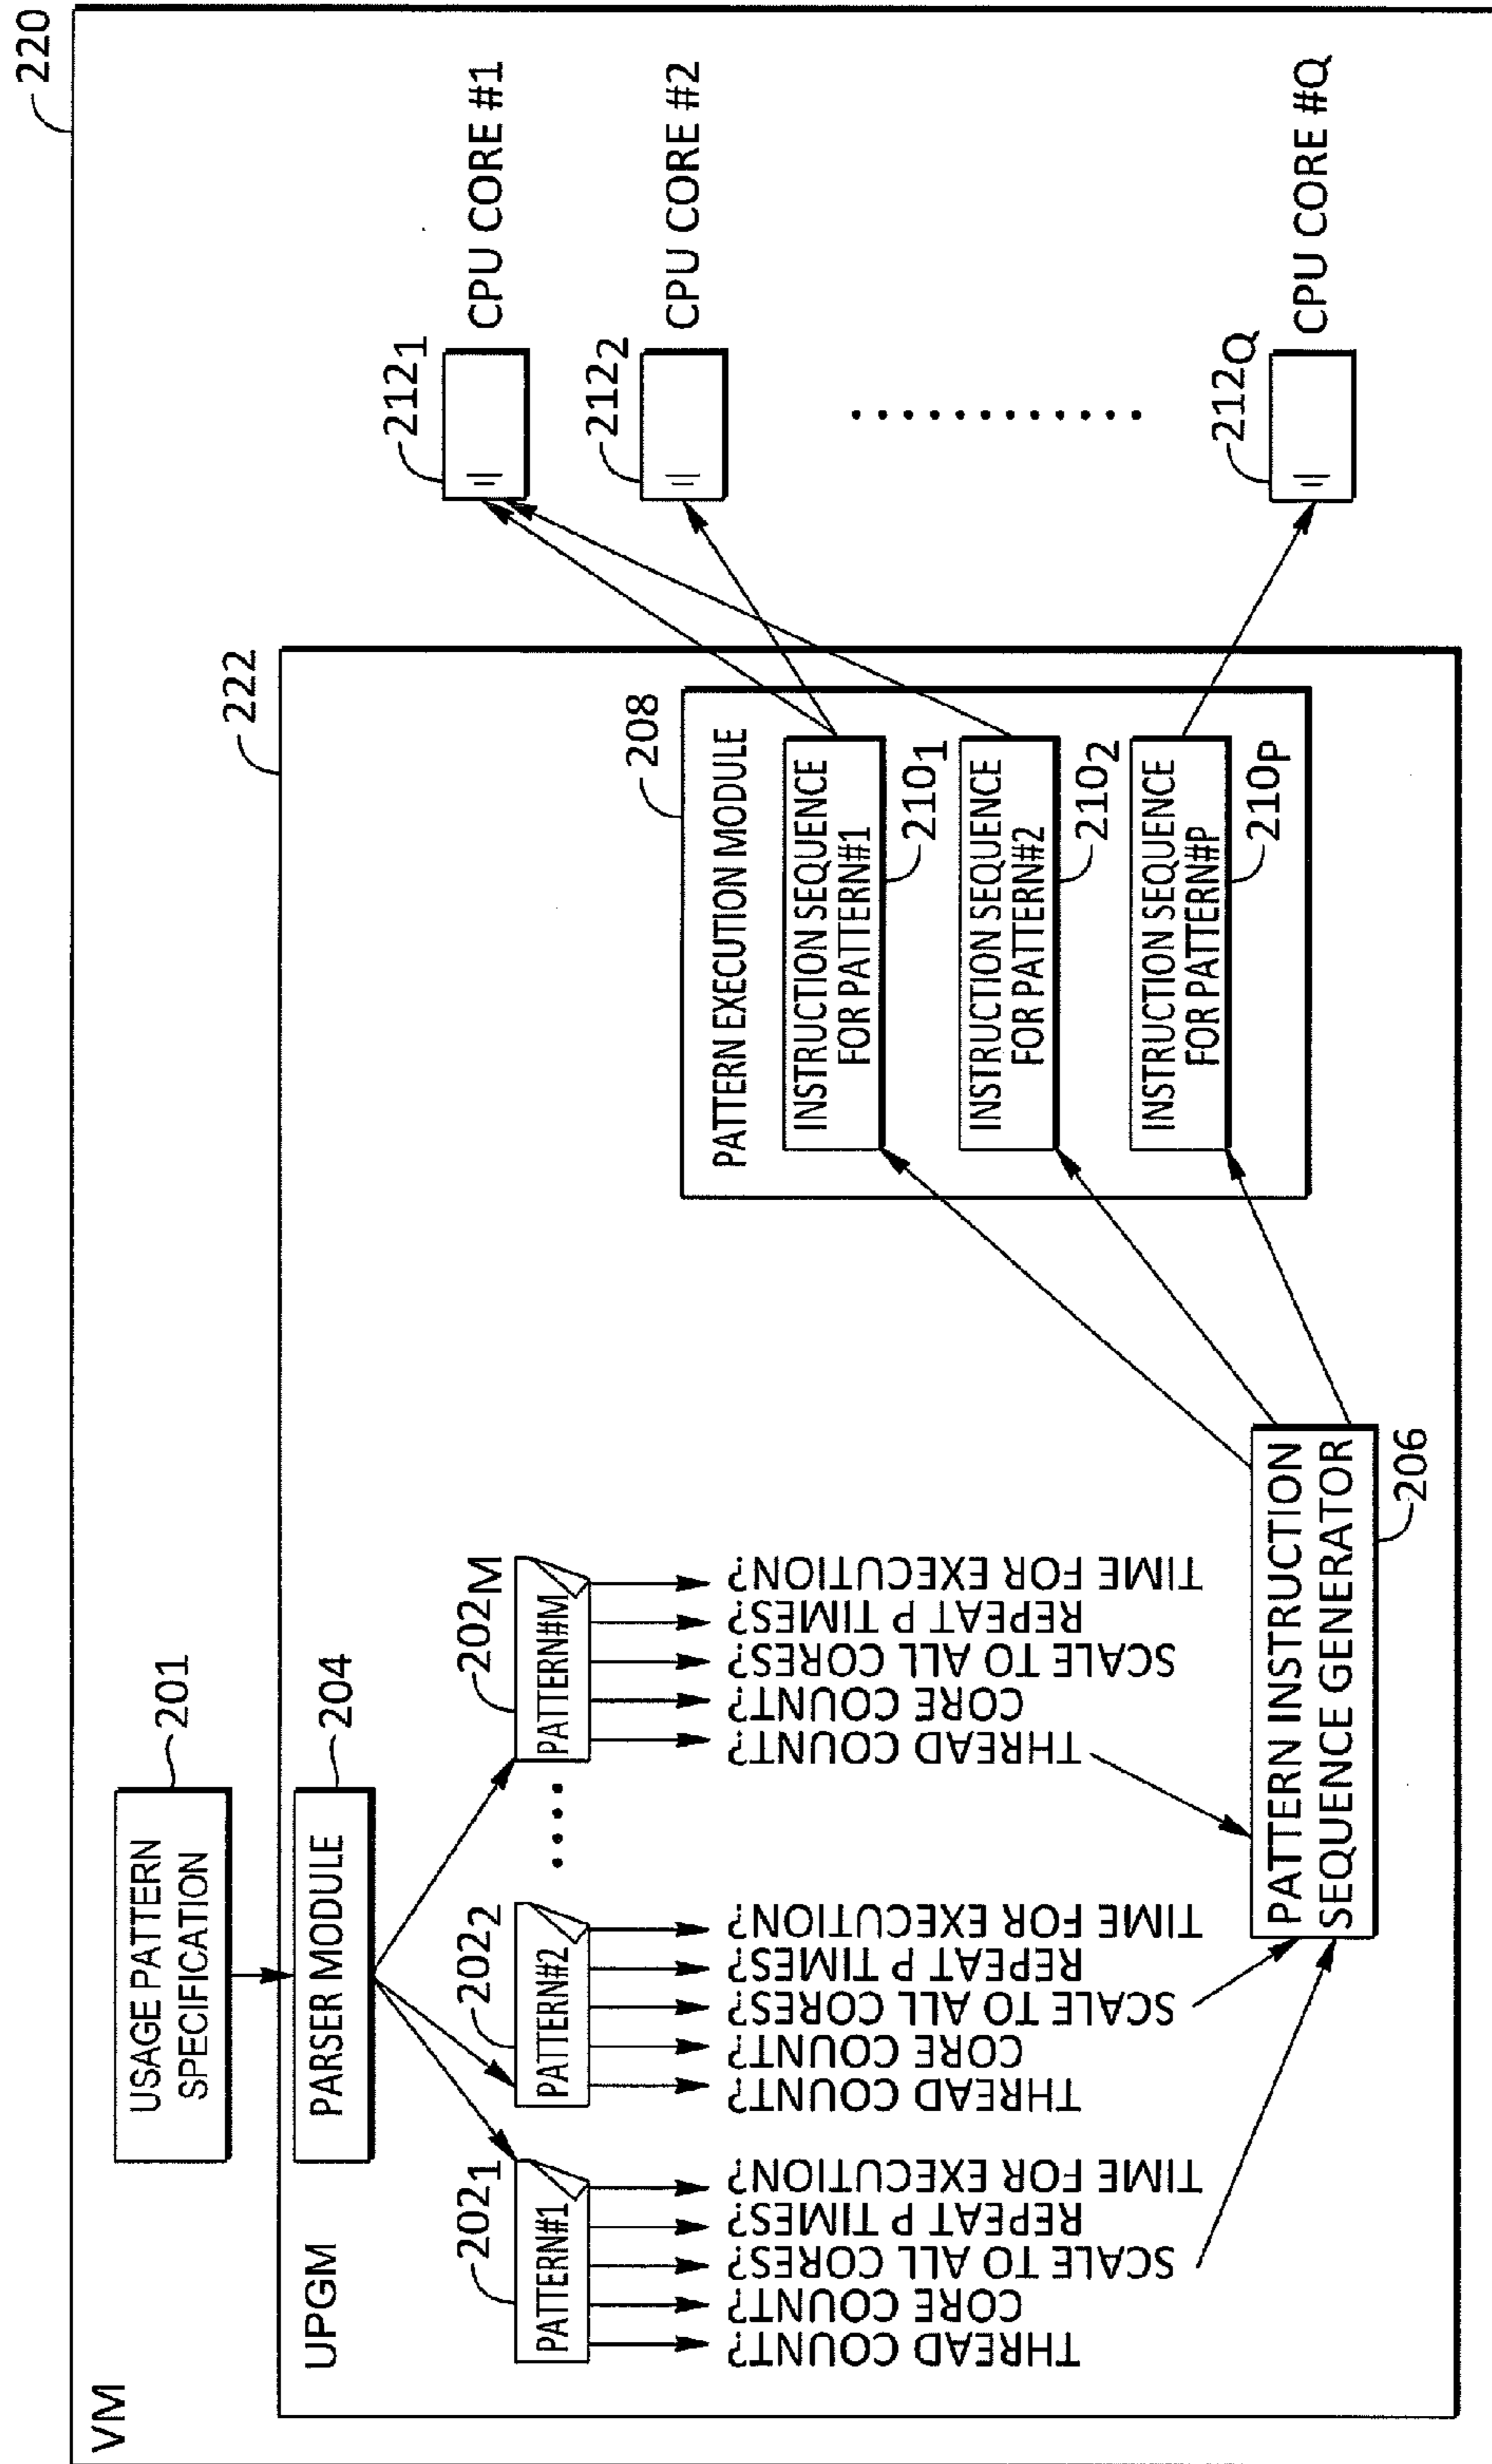 VM
220
USAGE PATTERN
SPECIFICATION
201
UPGM
222
PARSER MODULE
204
PATTERN#1
202₁
THREAD COUNT?
CORE COUNT?
SCALE TO ALL CORES?
REPEAT P TIMES?
TIME FOR EXECUTION?
PATTERN#2
202₂
THREAD COUNT?
CORE COUNT?
SCALE TO ALL CORES?
REPEAT P TIMES?
TIME FOR EXECUTION?
.....
PATTERN#M
202M
THREAD COUNT?
CORE COUNT?
SCALE TO ALL CORES?
REPEAT P TIMES?
TIME FOR EXECUTION?
PATTERN INSTRUCTION
SEQUENCE GENERATOR
206
208
PATTERN EXECUTION MODULE
INSTRUCTION SEQUENCE
FOR PATTERN#1
210₁
INSTRUCTION SEQUENCE
FOR PATTERN#2
210₂
INSTRUCTION SEQUENCE
FOR PATTERN#P
210P
212₁
CPU CORE #1
212₂
CPU CORE #2
.............
212Q
CPU CORE #Q